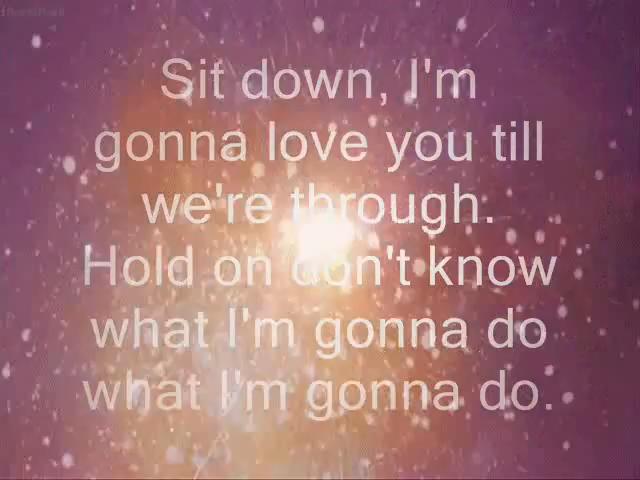 Sit down, I'm
gonna love you till
we're through.
Hold on don't know
what I'm gonna do
what I'm gonna do.